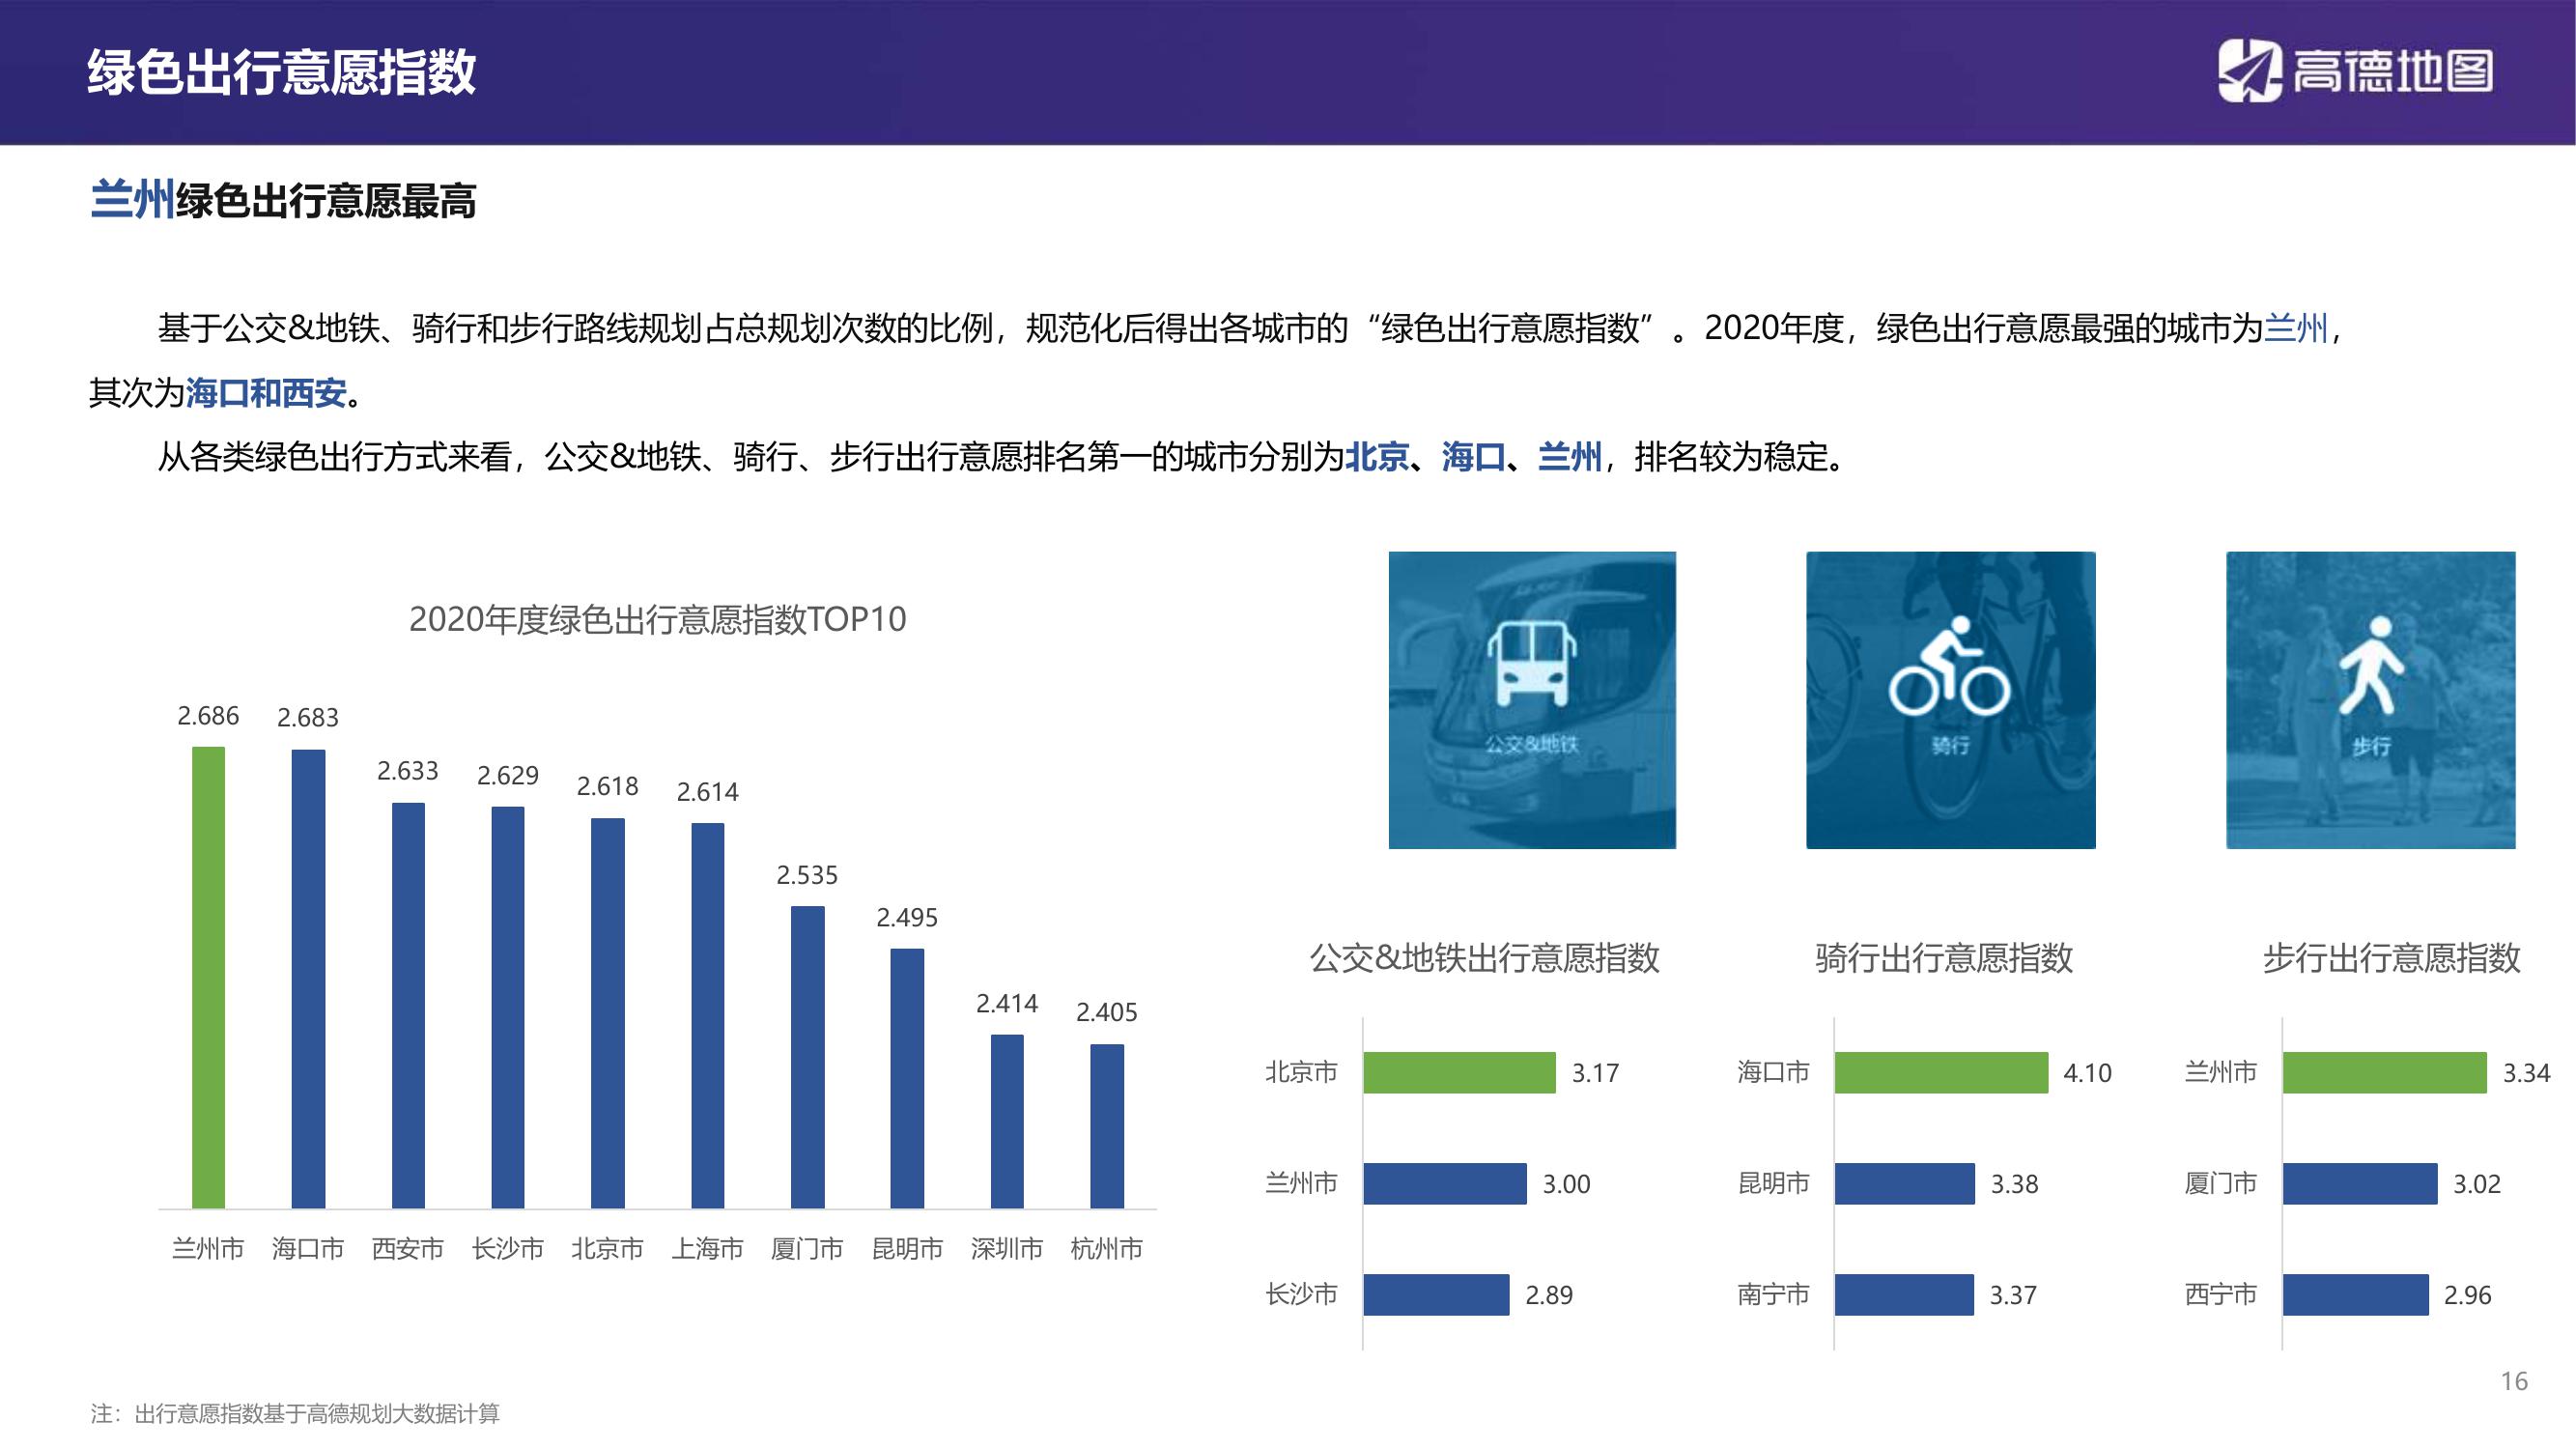 绿色出行意愿指数
高德地图
兰州绿色出行意愿最高
基于公交&地铁、骑行和步行路线规划占总规划次数的比例，规范化后得出各城市的“绿色出行意愿指数”。2020年度，绿色出行意愿最强的城市为兰州，
其次为海口和西安。
从各类绿色出行方式来看，公交&地铁、骑行、步行出行意愿排名第一的城市分别为北京、海口、兰州，排名较为稳定。
2020年度绿色出行意愿指数TOP10
2.686 2.683 2.633 2.629 2.618 2.614 2.535 2.495 2.414 2.405
兰州市 海口市 西安市 长沙市 北京市 上海市 厦门市 昆明市 深圳市 杭州市
公交&地铁
骑行
步行
公交&地铁出行意愿指数
北京市 3.17
兰州市 3.00
长沙市 2.89
骑行出行意愿指数
海口市 4.10
昆明市 3.38
南宁市 3.37
步行出行意愿指数
兰州市 3.34
厦门市 3.02
西宁市 2.96
16
注：出行意愿指数基于高德规划大数据计算